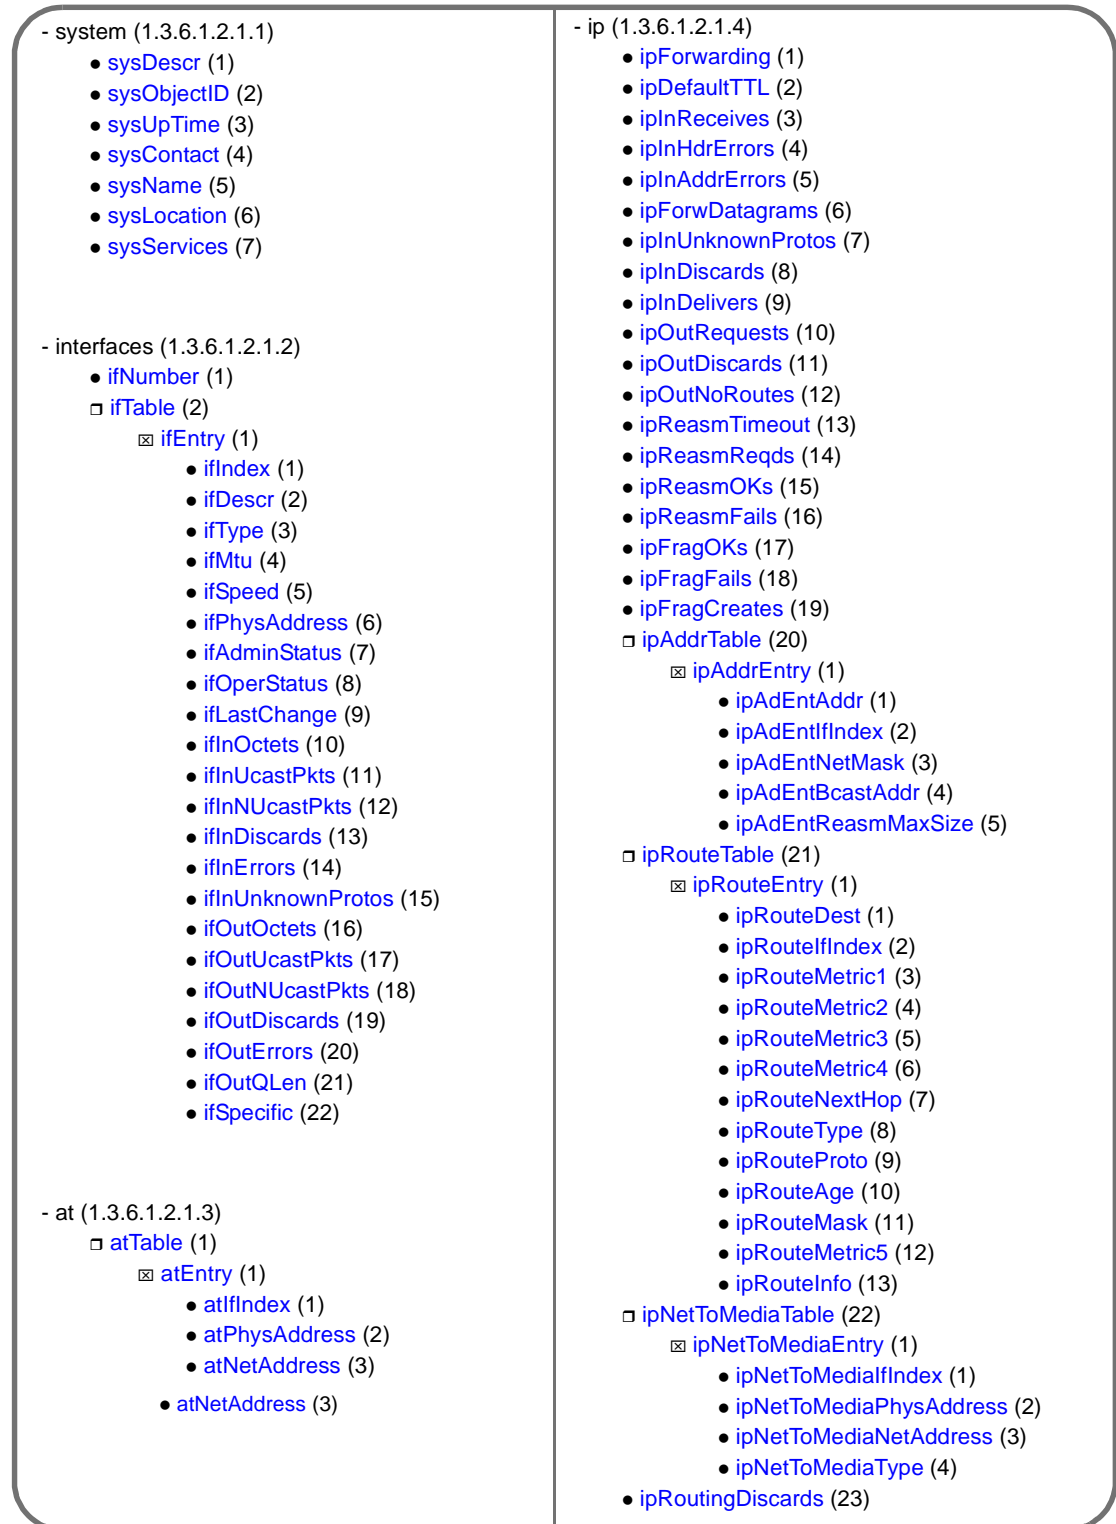 - system (1.3.6.1.2.1.1)
● sysDescr (1)
● sysObjectID (2)
● sysUpTime (3)
● sysContact (4)
● sysName (5)
● sysLocation (6)
● sysServices (7)
- interfaces (1.3.6.1.2.1.2)
● ifNumber (1)
❒ ifTable (2)
☒ ifEntry (1)
● ifIndex (1)
● ifDescr (2)
● ifType (3)
● ifMtu (4)
● ifSpeed (5)
● ifPhysAddress (6)
● ifAdminStatus (7)
● ifOperStatus (8)
● ifLastChange (9)
● ifInOctets (10)
● ifInUcastPkts (11)
● ifInNUcastPkts (12)
● ifInDiscards (13)
● ifInErrors (14)
● ifInUnknownProtos (15)
● ifOutOctets (16)
● ifOutUcastPkts (17)
● ifOutNUcastPkts (18)
● ifOutDiscards (19)
● ifOutErrors (20)
● ifOutQLen (21)
● ifSpecific (22)
- at (1.3.6.1.2.1.3)
❒ atTable (1)
☒ atEntry (1)
● atIfIndex (1)
● atPhysAddress (2)
● atNetAddress (3)
● atNetAddress (3)
- ip (1.3.6.1.2.1.4)
● ipForwarding (1)
● ipDefaultTTL (2)
● ipInReceives (3)
● ipInHdrErrors (4)
● ipInAddrErrors (5)
● ipForwDatagrams (6)
● ipInUnknownProtos (7)
● ipInDiscards (8)
● ipInDelivers (9)
● ipOutRequests (10)
● ipOutDiscards (11)
● ipOutNoRoutes (12)
● ipReasmTimeout (13)
● ipReasmReqds (14)
● ipReasmOKs (15)
● ipReasmFails (16)
● ipFragOKs (17)
● ipFragFails (18)
● ipFragCreates (19)
❒ ipAddrTable (20)
☒ ipAddrEntry (1)
● ipAdEntAddr (1)
● ipAdEntIfIndex (2)
● ipAdEntNetMask (3)
● ipAdEntBcastAddr (4)
● ipAdEntReasmMaxSize (5)
❒ ipRouteTable (21)
☒ ipRouteEntry (1)
● ipRouteDest (1)
● ipRouteIfIndex (2)
● ipRouteMetric1 (3)
● ipRouteMetric2 (4)
● ipRouteMetric3 (5)
● ipRouteMetric4 (6)
● ipRouteNextHop (7)
● ipRouteType (8)
● ipRouteProto (9)
● ipRouteAge (10)
● ipRouteMask (11)
● ipRouteMetric5 (12)
● ipRouteInfo (13)
❒ ipNetToMediaTable (22)
☒ ipNetToMediaEntry (1)
● ipNetToMediaIfIndex (1)
● ipNetToMediaPhysAddress (2)
● ipNetToMediaNetAddress (3)
● ipNetToMediaType (4)
● ipRoutingDiscards (23)